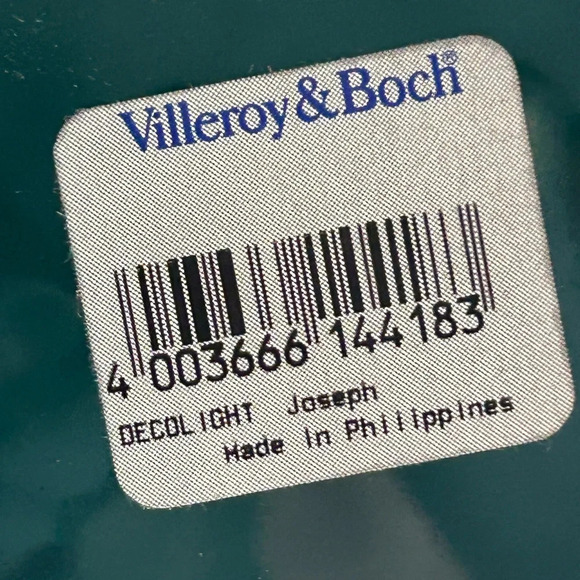 Villeroy&Boch®
4 003666 144183
DECOLIGHT Joseph
Made in Philippines